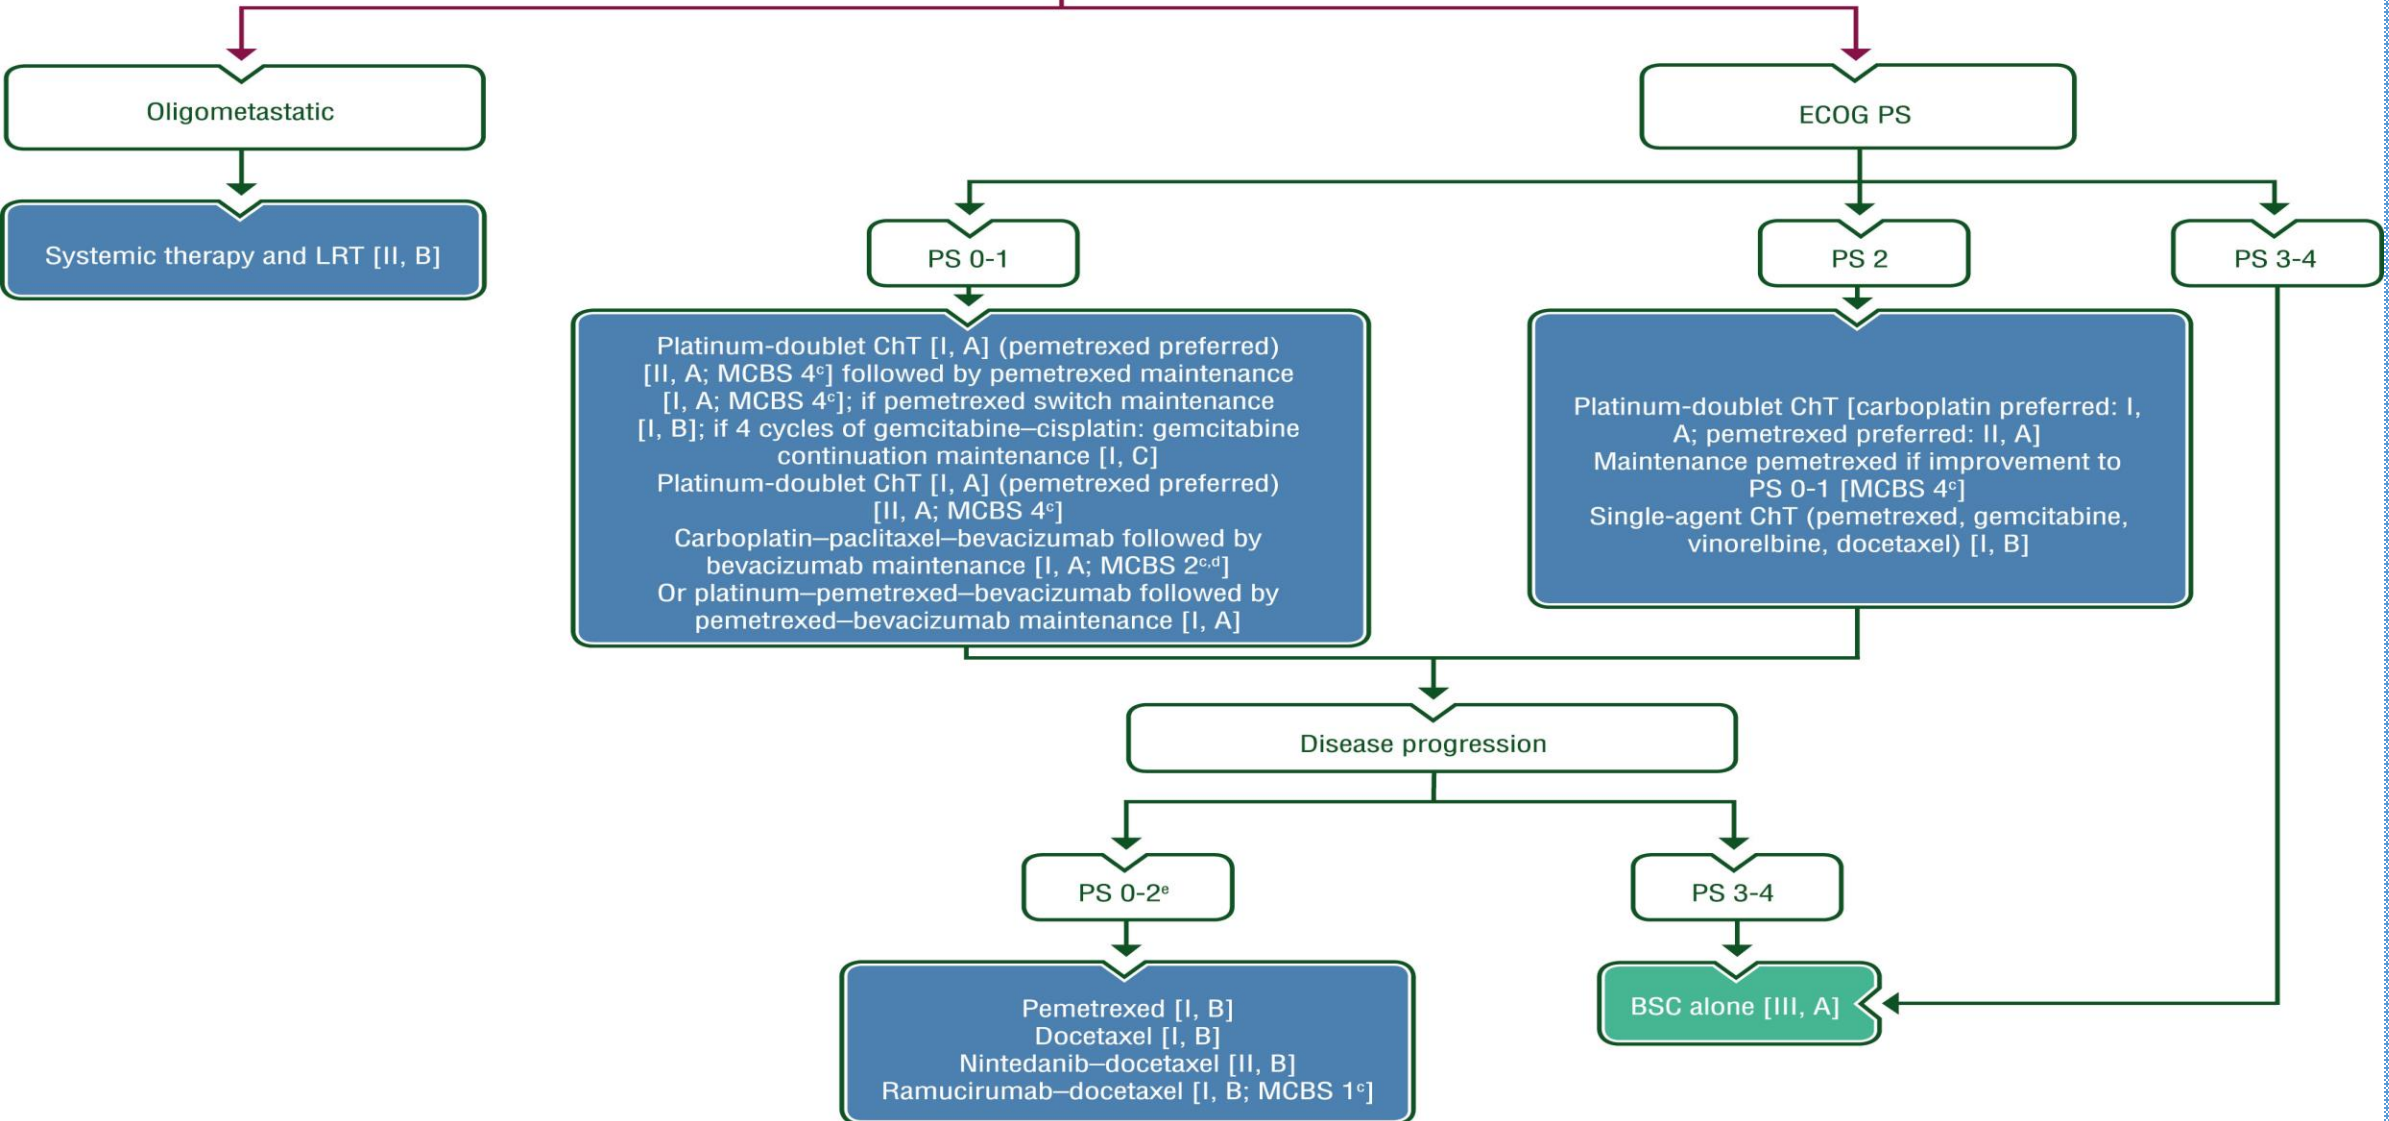 Oligometastatic
ECOG PS
Systemic therapy and LRT [II, B]
PS 0-1
PS 2
PS 3-4
Platinum-doublet ChT [I, A] (pemetrexed preferred)
[II, A; MCBS 4ᶜ] followed by pemetrexed maintenance
[I, A; MCBS 4ᶜ]; if pemetrexed switch maintenance
[I, B]; if 4 cycles of gemcitabine–cisplatin: gemcitabine
continuation maintenance [I, C]
Platinum-doublet ChT [I, A] (pemetrexed preferred)
[II, A; MCBS 4ᶜ]
Carboplatin–paclitaxel–bevacizumab followed by
bevacizumab maintenance [I, A; MCBS 2ᶜ,ᵈ]
Or platinum–pemetrexed–bevacizumab followed by
pemetrexed–bevacizumab maintenance [I, A]
Platinum-doublet ChT [carboplatin preferred: I,
A; pemetrexed preferred: II, A]
Maintenance pemetrexed if improvement to
PS 0-1 [MCBS 4ᶜ]
Single-agent ChT (pemetrexed, gemcitabine,
vinorelbine, docetaxel) [I, B]
Disease progression
PS 0-2ᵉ
PS 3-4
Pemetrexed [I, B]
Docetaxel [I, B]
Nintedanib–docetaxel [II, B]
Ramucirumab–docetaxel [I, B; MCBS 1ᶜ]
BSC alone [III, A]